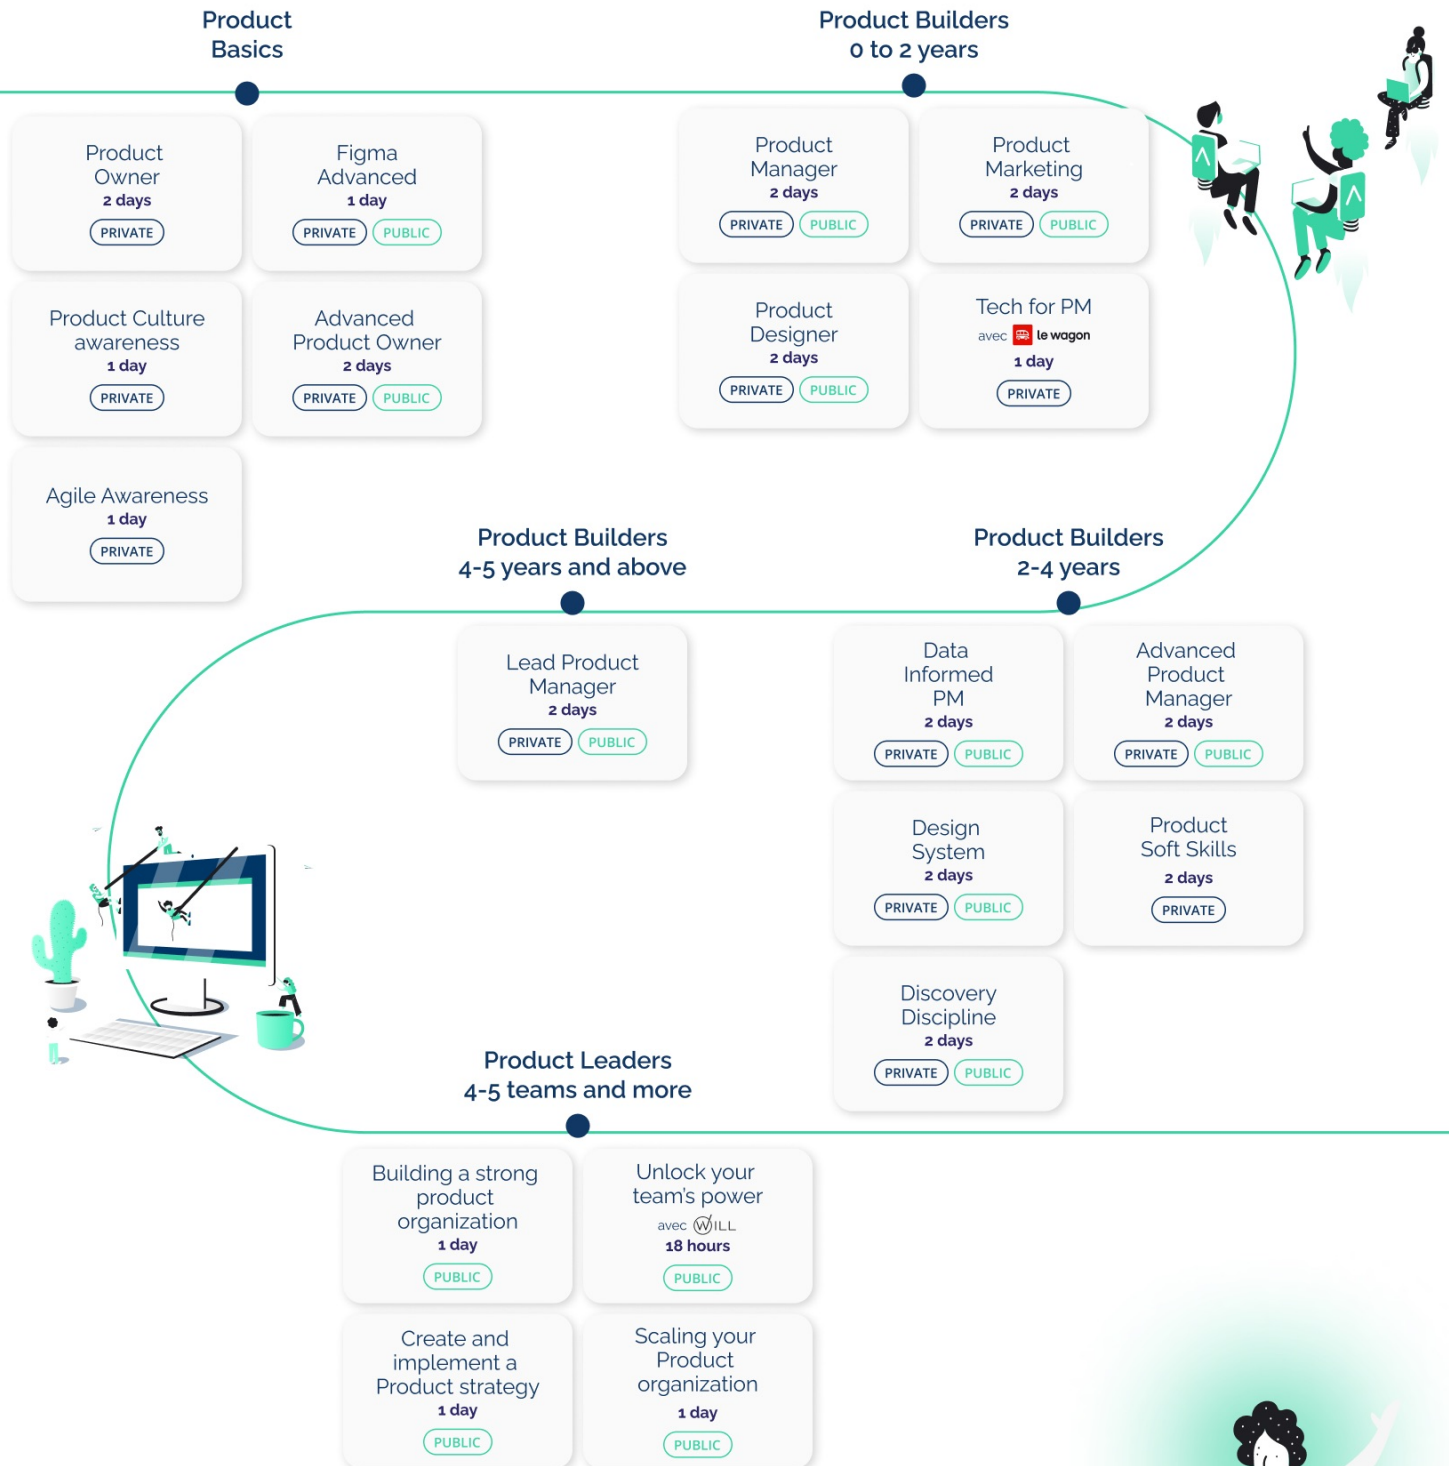 Product
Basics
Product
Owner
2 days
PRIVATE
Figma
Advanced
1 day
PRIVATE PUBLIC
Product Culture
awareness
1 day
PRIVATE
Advanced
Product Owner
2 days
PRIVATE PUBLIC
Agile Awareness
1 day
PRIVATE
Product Builders
0 to 2 years
Product
Manager
2 days
PRIVATE PUBLIC
Product
Marketing
2 days
PRIVATE PUBLIC
Product
Designer
2 days
PRIVATE PUBLIC
Tech for PM
avec le wagon
1 day
PRIVATE
Product Builders
2-4 years
Data
Informed
PM
2 days
PRIVATE PUBLIC
Advanced
Product
Manager
2 days
PRIVATE PUBLIC
Design
System
2 days
PRIVATE PUBLIC
Product
Soft Skills
2 days
PRIVATE
Discovery
Discipline
2 days
PRIVATE PUBLIC
Product Builders
4-5 years and above
Lead Product
Manager
2 days
PRIVATE PUBLIC
Product Leaders
4-5 teams and more
Building a strong
product
organization
1 day
PUBLIC
Unlock your
team's power
avec WILL
18 hours
PUBLIC
Create and
implement a
Product strategy
1 day
PUBLIC
Scaling your
Product
organization
1 day
PUBLIC